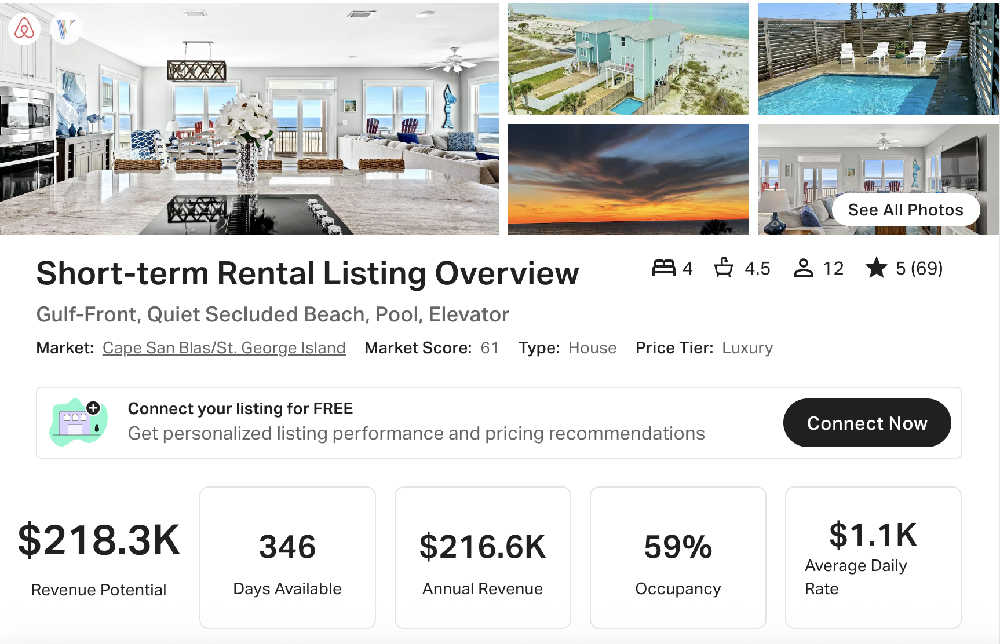 See All Photos
Short-term Rental Listing Overview
4 4.5 12 5 (69)
Gulf-Front, Quiet Secluded Beach, Pool, Elevator
Market: Cape San Blas/St. George Island Market Score: 61 Type: House Price Tier: Luxury
Connect your listing for FREE
Get personalized listing performance and pricing recommendations
Connect Now
$218.3K
Revenue Potential
346
Days Available
$216.6K
Annual Revenue
59%
Occupancy
$1.1K
Average Daily
Rate